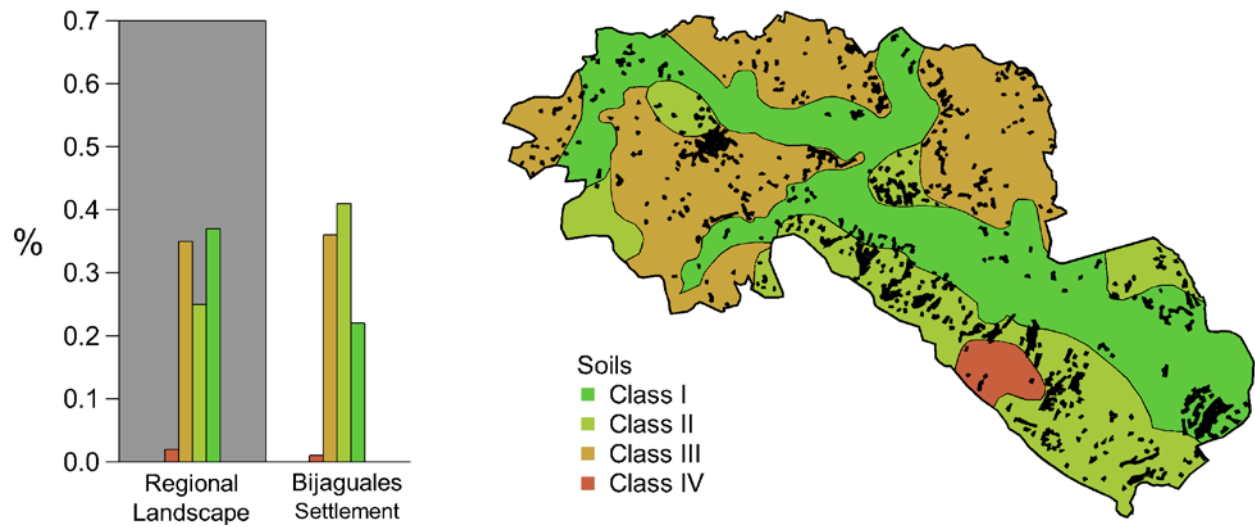 0.7
0.6
0.5
0.4
0.3
0.2
0.1
0.0
%
Regional
Landscape
Bijaguales
Settlement
Soils
Class I
Class II
Class III
Class IV